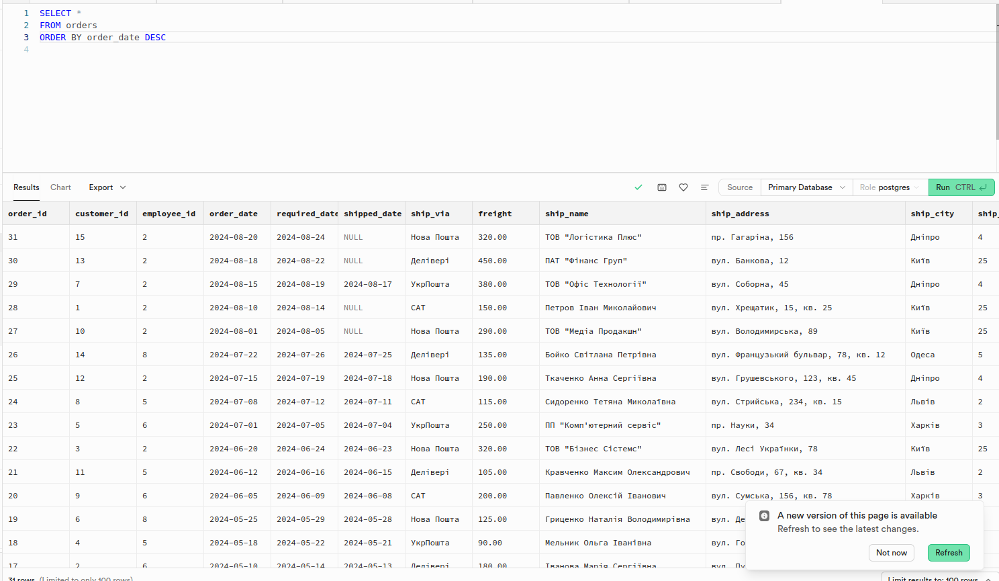 1 SELECT *
2 FROM orders
3 ORDER BY order_date DESC
4
Results Chart Export Source Primary Database Role postgres Run CTRL
order_id customer_id employee_id order_date required_date shipped_date ship_via freight ship_name ship_address ship_city ship_
31 15 2 2024-08-20 2024-08-24 NULL Нова Пошта 320.00 ТОВ "Логістика Плюс" пр. Гагаріна, 156 Дніпро 4
30 13 2 2024-08-18 2024-08-22 NULL Делівері 450.00 ПАТ "Фінанс Груп" вул. Банкова, 12 Київ 25
29 7 2 2024-08-15 2024-08-19 2024-08-17 УкрПошта 380.00 ТОВ "Офіс Технології" вул. Соборна, 45 Дніпро 4
28 1 2 2024-08-10 2024-08-14 NULL САТ 150.00 Петров Іван Миколайович вул. Хрещатик, 15, кв. 25 Київ 25
27 10 2 2024-08-01 2024-08-05 NULL Нова Пошта 290.00 ТОВ "Медіа Продакшн" вул. Володимирська, 89 Київ 25
26 14 8 2024-07-22 2024-07-26 2024-07-25 Делівері 135.00 Бойко Світлана Петрівна вул. Французький бульвар, 78, кв. 12 Одеса 5
25 12 2 2024-07-15 2024-07-19 2024-07-18 Нова Пошта 190.00 Ткаченко Анна Сергіївна вул. Грушевського, 123, кв. 45 Дніпро 4
24 8 5 2024-07-08 2024-07-12 2024-07-11 САТ 115.00 Сидоренко Тетяна Миколаївна вул. Стрийська, 234, кв. 15 Львів 2
23 5 6 2024-07-01 2024-07-05 2024-07-04 УкрПошта 250.00 ПП "Комп'ютерний сервіс" пр. Науки, 34 Харків 3
22 3 2 2024-06-20 2024-06-24 2024-06-23 Нова Пошта 320.00 ТОВ "Бізнес Сістемс" вул. Лесі Українки, 78 Київ 25
21 11 5 2024-06-12 2024-06-16 2024-06-15 Делівері 105.00 Кравченко Максим Олександрович пр. Свободи, 67, кв. 34 Львів 2
20 9 6 2024-06-05 2024-06-09 2024-06-08 САТ 200.00 Павленко Олексій Іванович вул. Сумська, 156, кв. 78 Харків 3
19 6 8 2024-05-25 2024-05-29 2024-05-28 Нова Пошта 125.00 Гриценко Наталія Володимирівна вул. Де
18 4 5 2024-05-18 2024-05-22 2024-05-21 УкрПошта 90.00 Мельник Ольга Іванівна вул. Го
17 2 6 2024-05-10 2024-05-14 2024-05-13 Делівері 180.00 Іванова Марія Сергіївна вул. Пу
A new version of this page is available
Refresh to see the latest changes.
Not now Refresh
31 rows (Limited to only 100 rows) Limit results to: 100 rows